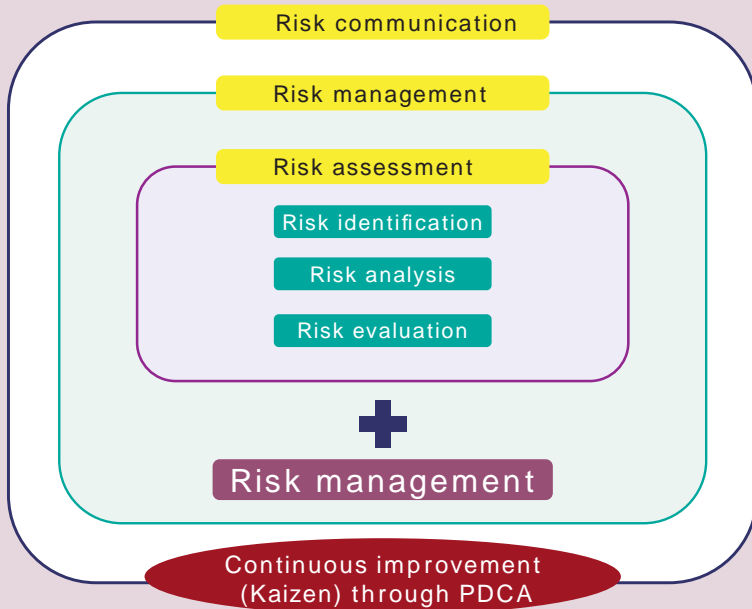 Risk communication
Risk management
Risk assessment
Risk identification
Risk analysis
Risk evaluation
Risk management
Continuous improvement
(Kaizen) through PDCA